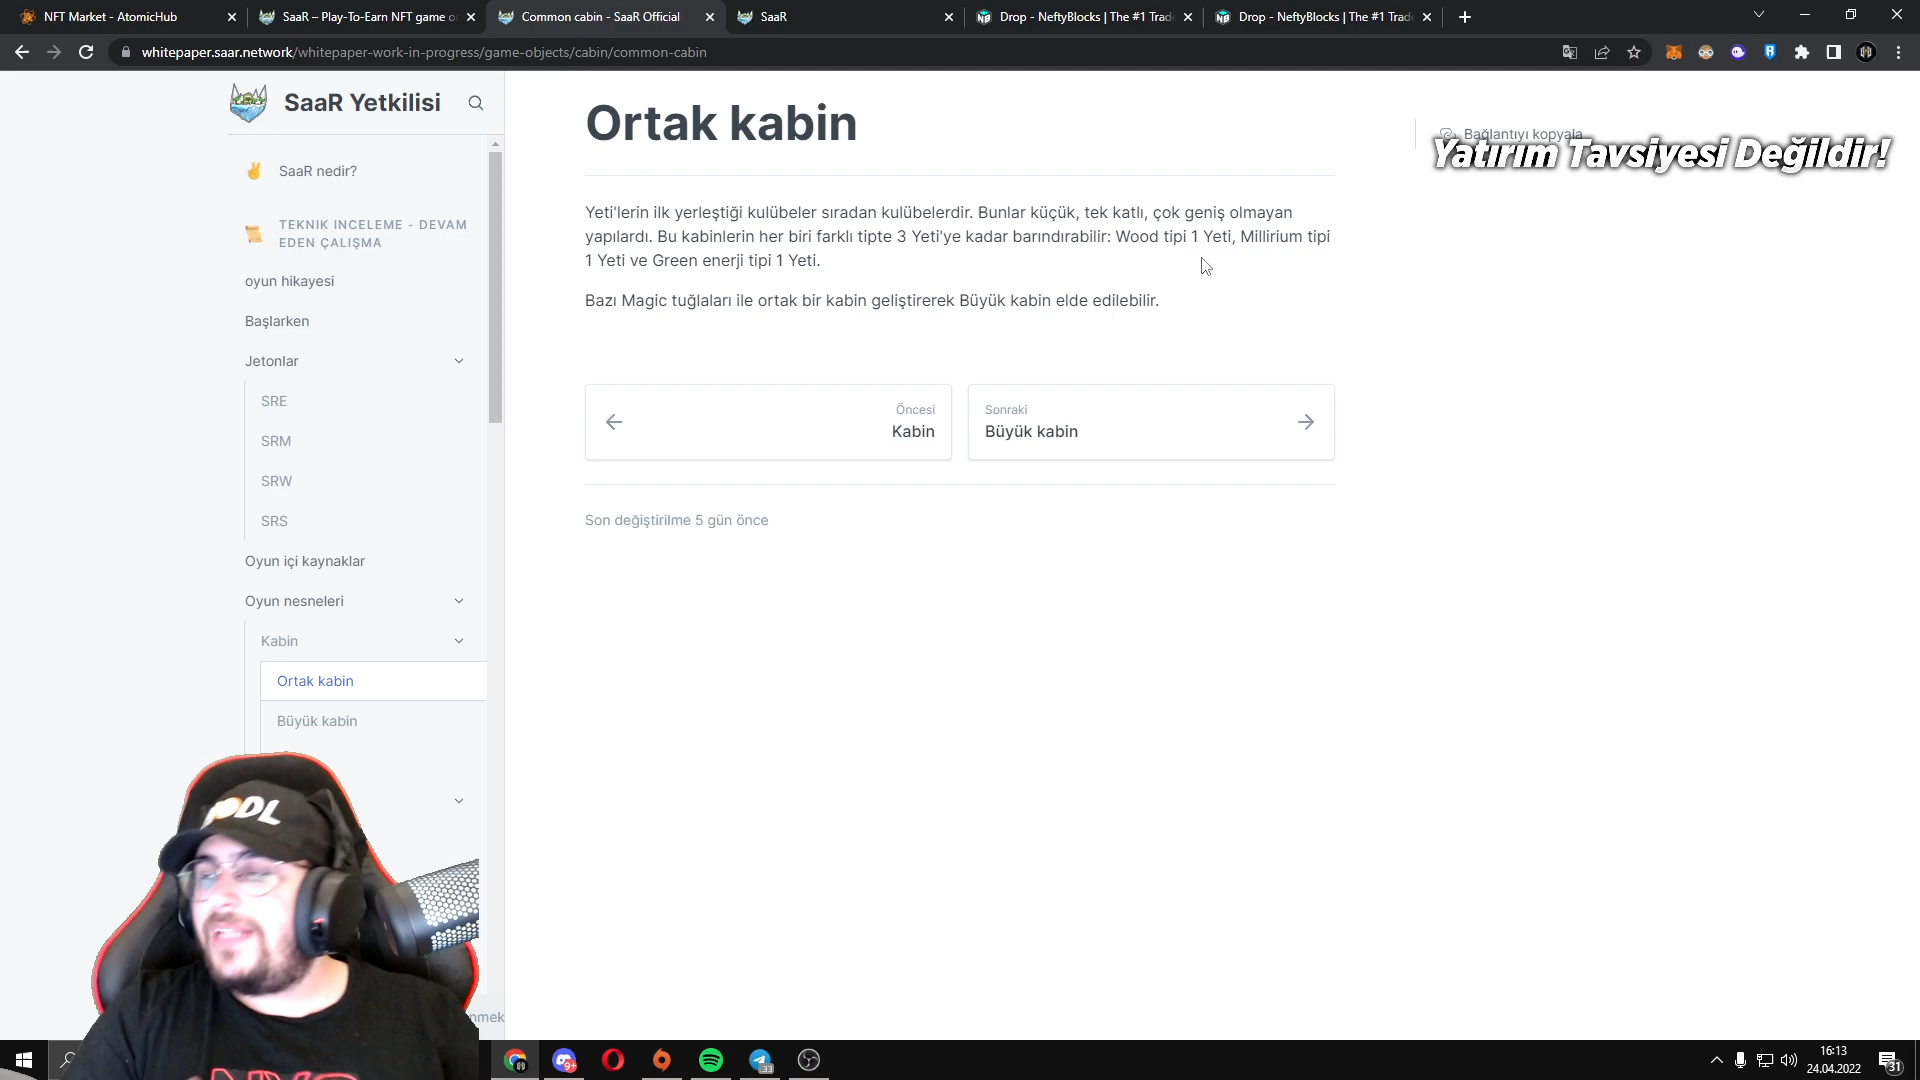 NFT Market - AtomicHub
SaaR – Play-To-Earn NFT game o
Common cabin - SaaR Official
SaaR
Drop - NeftyBlocks | The #1 Trad
Drop - NeftyBlocks | The #1 Trad
whitepaper.saar.network/whitepaper-work-in-progress/game-objects/cabin/common-cabin
SaaR Yetkilisi
SaaR nedir?
TEKNIK INCELEME - DEVAM
EDEN ÇALIŞMA
oyun hikayesi
Başlarken
Jetonlar
SRE
SRM
SRW
SRS
Oyun içi kaynaklar
Oyun nesneleri
Kabin
Ortak kabin
Büyük kabin
nmek
Ortak kabin
Bağlantıyı kopyala
Yatırım Tavsiyesi Değildir!
Yeti'lerin ilk yerleştiği kulübeler sıradan kulübelerdir. Bunlar küçük, tek katlı, çok geniş olmayan
yapılardı. Bu kabinlerin her biri farklı tipte 3 Yeti'ye kadar barındırabilir: Wood tipi 1 Yeti, Millirium tipi
1 Yeti ve Green enerji tipi 1 Yeti.
Bazı Magic tuğlaları ile ortak bir kabin geliştirerek Büyük kabin elde edilebilir.
Öncesi
Kabin
Sonraki
Büyük kabin
Son değiştirilme 5 gün önce
9+
33
16:13
24.04.2022
31